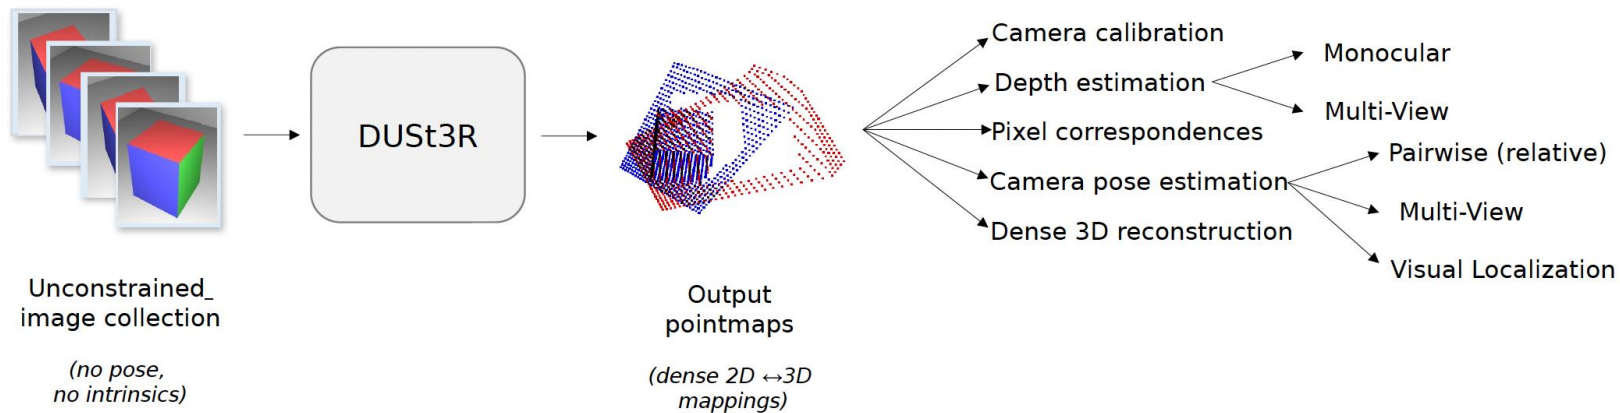 Unconstrained_
image collection
(no pose,
no intrinsics)
DUSt3R
Output
pointmaps
(dense 2D ↔3D
mappings)
Camera calibration
Depth estimation
Monocular
Multi-View
Pixel correspondences
Camera pose estimation
Pairwise (relative)
Multi-View
Visual Localization
Dense 3D reconstruction